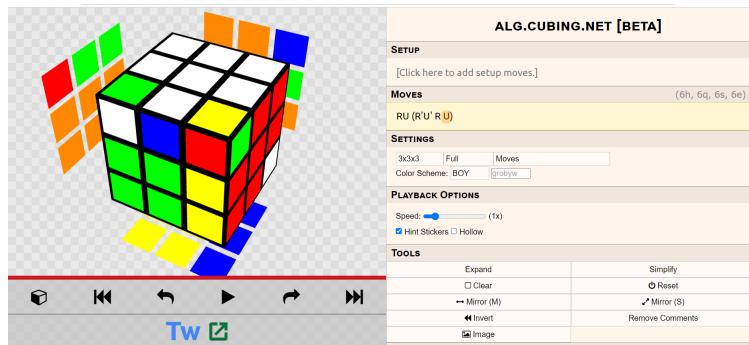 ALG.CUBING.NET [BETA]
SETUP
[Click here to add setup moves.]
MOVES (6h, 6q, 6s, 6e)
RU (R'U' R U)
SETTINGS
3x3x3 Full Moves
Color Scheme: BOY grobyw
PLAYBACK OPTIONS
Speed: (1x)
Hint Stickers Hollow
TOOLS
Expand Simplify
Clear Reset
Mirror (M) Mirror (S)
Invert Remove Comments
Image
Tw